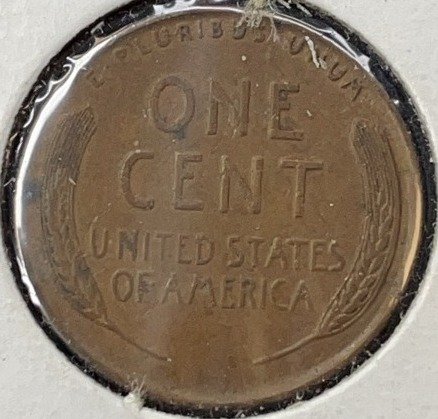 E·PLURIBUS·UNUM
ONE
CENT
UNITED STATES
OF AMERICA